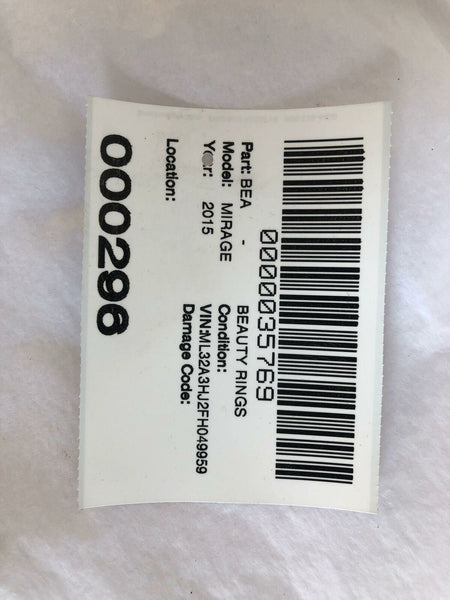 0000035769
Part: BEA - BEAUTY RINGS
Model: MIRAGE Condition:
Year: 2015 VIN:ML32A3HJ2FH049959
Damage Code:
Location:
000296